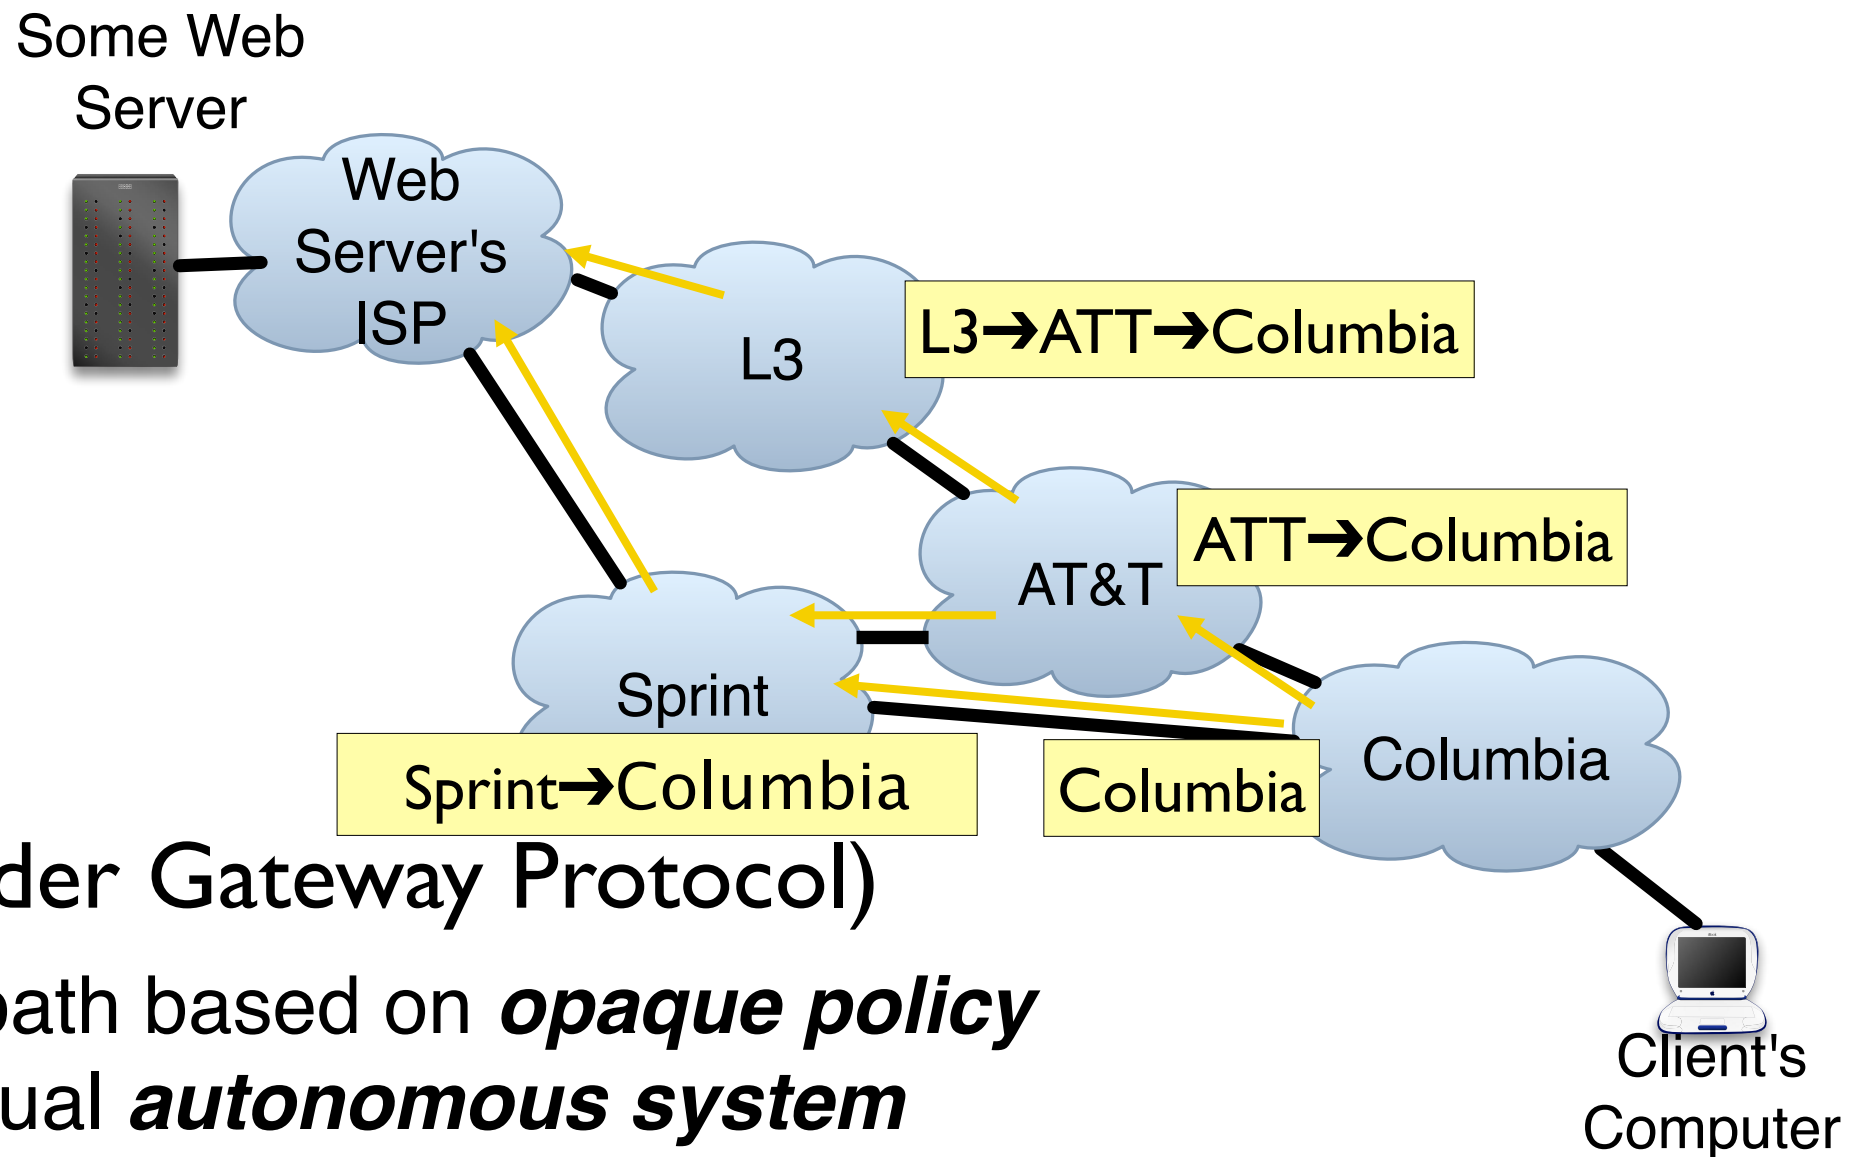 Some Web
Server
Web
Server's
ISP
L3
L3➔ATT➔Columbia
AT&T
ATT➔Columbia
Sprint
Sprint➔Columbia
Columbia
Columbia
der Gateway Protocol)
path based on opaque policy
ual autonomous system
Client's
Computer